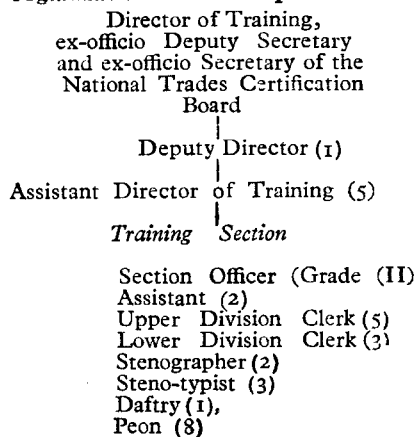 Director of Training,
ex-officio Deputy Secretary
and ex-officio Secretary of the
National Trades Certification
Board
Deputy Director (1)
Assistant Director of Training (5)
Training Section
Section Officer (Grade (II)
Assistant (2)
Upper Division Clerk (5)
Lower Division Clerk (3)
Stenographer (2)
Steno-typist (3)
Daftry (1),
Peon (8)